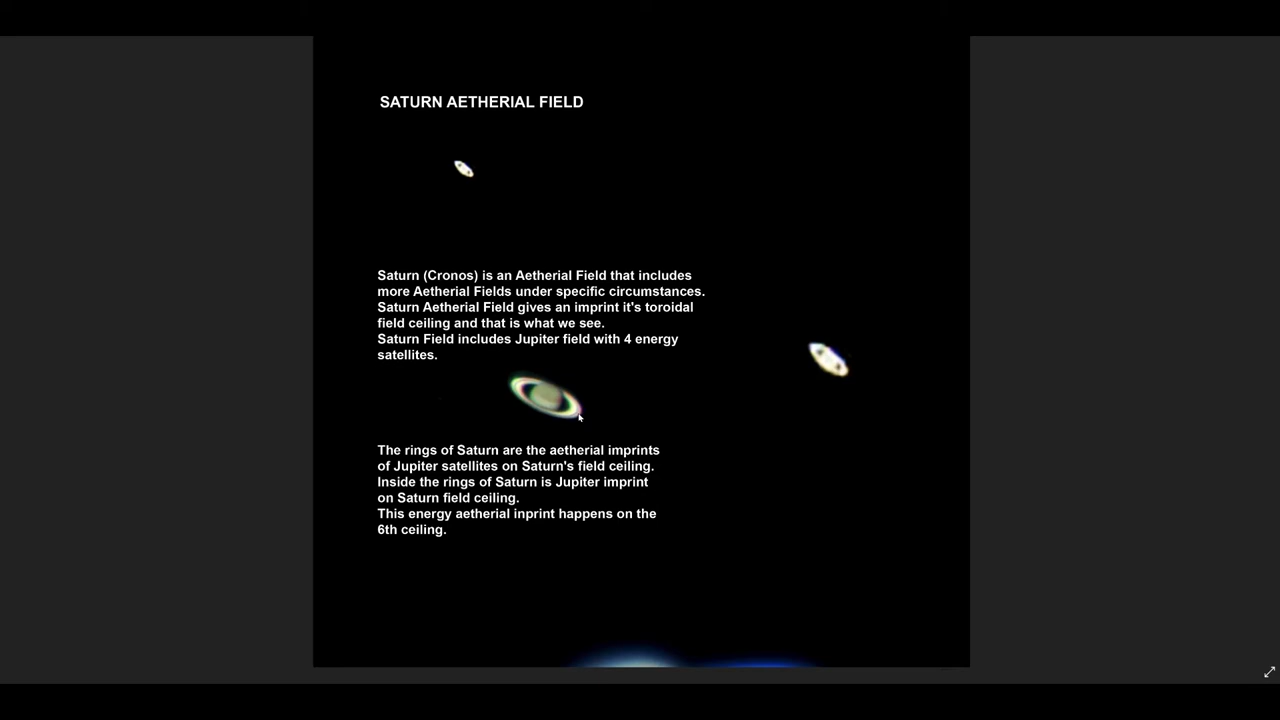 SATURN AETHERIAL FIELD
Saturn (Cronos) is an Aetherial Field that includes
more Aetherial Fields under specific circumstances.
Saturn Aetherial Field gives an imprint it's toroidal
field ceiling and that is what we see.
Saturn Field includes Jupiter field with 4 energy
satellites.
The rings of Saturn are the aetherial imprints
of Jupiter satellites on Saturn's field ceiling.
Inside the rings of Saturn is Jupiter imprint
on Saturn field ceiling.
This energy aetherial inprint happens on the
6th ceiling.